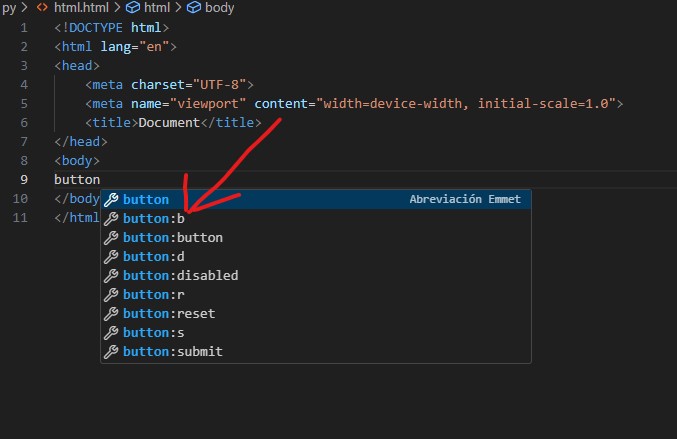 py > html.html > html > body
1 <!DOCTYPE html>
2 <html lang="en">
3 <head>
4 <meta charset="UTF-8">
5 <meta name="viewport" content="width=device-width, initial-scale=1.0">
6 <title>Document</title>
7 </head>
8 <body>
9 button
10 </body
11 </html
button Abreviación Emmet
button:b
button:button
button:d
button:disabled
button:r
button:reset
button:s
button:submit